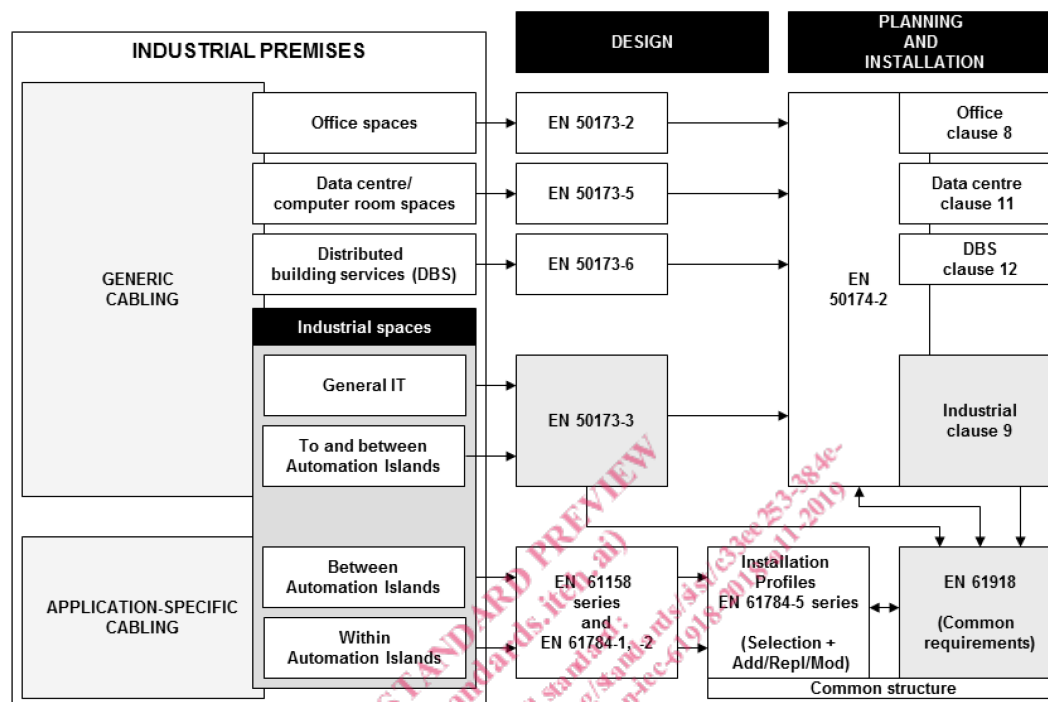 INDUSTRIAL PREMISES
DESIGN
PLANNING
AND
INSTALLATION
GENERIC
CABLING
Office spaces
EN 50173-2
Office
clause 8
Data centre/
computer room spaces
EN 50173-5
Data centre
clause 11
Distributed
building services (DBS)
EN 50173-6
DBS
clause 12
EN
50174-2
Industrial spaces
General IT
EN 50173-3
Industrial
clause 9
To and between
Automation Islands
APPLICATION-SPECIFIC
CABLING
Between
Automation Islands
Within
Automation Islands
EN 61158
series
and
EN 61784-1, -2
Installation
Profiles
EN 61784-5 series
(Selection +
Add/Repl/Mod)
EN 61918
(Common
requirements)
Common structure
STANDARD PREVIEW